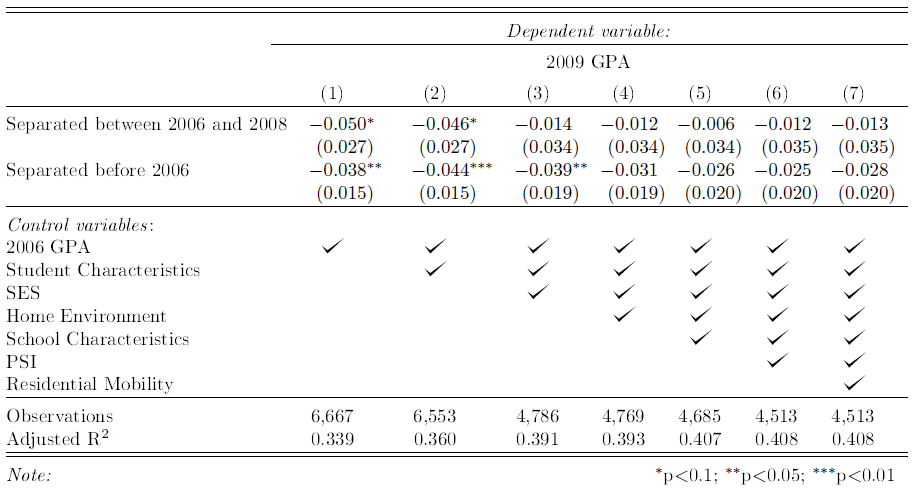 Dependent variable:
2009 GPA
(1) (2) (3) (4) (5) (6) (7)
Separated between 2006 and 2008 −0.050* −0.046* −0.014 −0.012 −0.006 −0.012 −0.013
(0.027) (0.027) (0.034) (0.034) (0.034) (0.035) (0.035)
Separated before 2006 −0.038** −0.044*** −0.039** −0.031 −0.026 −0.025 −0.028
(0.015) (0.015) (0.019) (0.019) (0.020) (0.020) (0.020)
Control variables:
2006 GPA ✓ ✓ ✓ ✓ ✓ ✓ ✓
Student Characteristics ✓ ✓ ✓ ✓ ✓ ✓
SES ✓ ✓ ✓ ✓ ✓
Home Environment ✓ ✓ ✓ ✓
School Characteristics ✓ ✓ ✓
PSI ✓ ✓
Residential Mobility ✓
Observations 6,667 6,553 4,786 4,769 4,685 4,513 4,513
Adjusted R² 0.339 0.360 0.391 0.393 0.407 0.408 0.408
Note: *p<0.1; **p<0.05; ***p<0.01